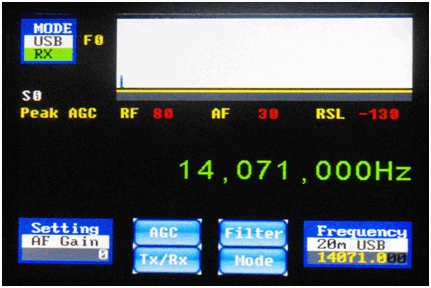 MODE
USB F0
RX
S0
Peak AGC RF 80 AF 30 RSL -130
14,071,000Hz
Setting AGC Filter Frequency
AF Gain 20m USB
0 Tx/Rx Mode 14071.000